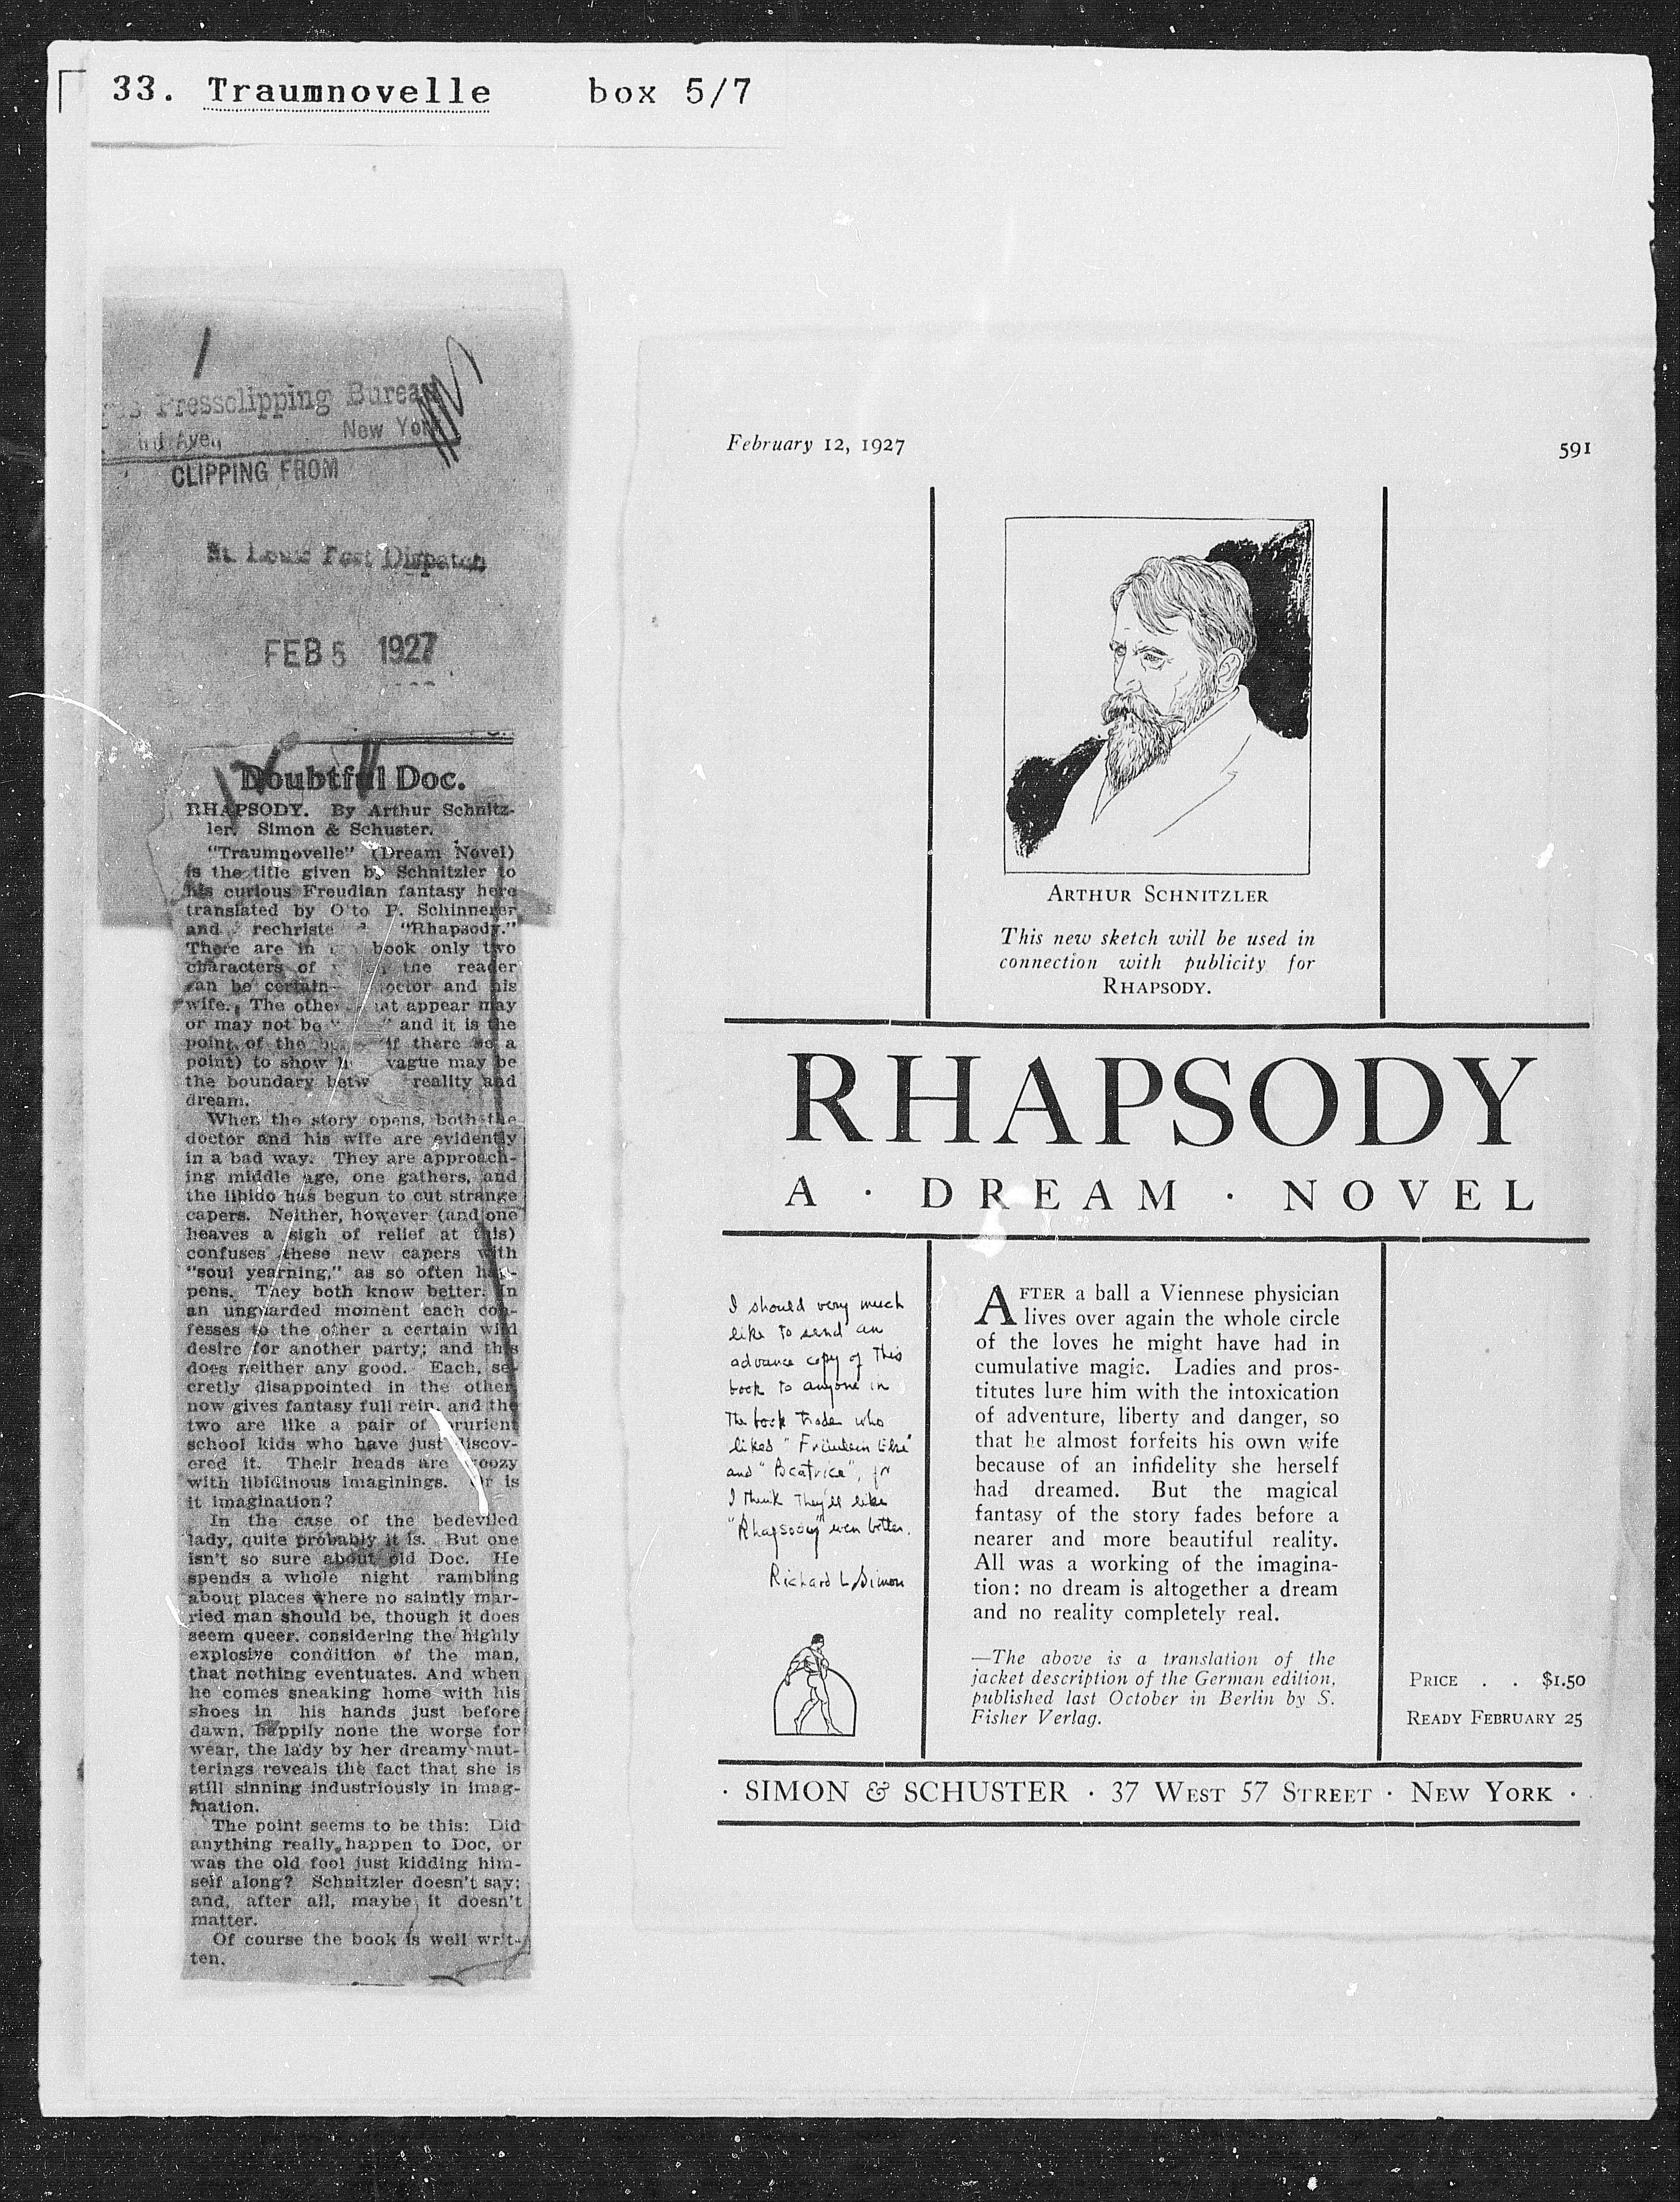 33. Traumnovelle box 5/7
Pressclipping Bureau
Ave., New York
CLIPPING FROM
St. Louis Post Dispatch
FEB 5 1927
Doubtful Doc.
RHAPSODY. By Arthur Schnitz-
ler. Simon & Schuster.
"Traumnovelle" (Dream Novel)
is the title given by Schnitzler to
his curious Freudian fantasy here
translated by Otto P. Schinnerer
and rechriste "Rhapsody."
There are in book only two
characters of the reader
can be certain— doctor and his
wife. The othe at appear may
or may not be " " and it is the
point of the (if there be a
point) to show vague may be
the boundary betw reality and
dream.
When the story opens, both the
doctor and his wife are evidently
in a bad way. They are approach-
ing middle age, one gathers, and
the libido has begun to cut strange
capers. Neither, however (and one
heaves a sigh of relief at this)
confuses these new capers with
"soul yearning," as so often hap-
pens. They both know better. In
an unguarded moment each con-
fesses to the other a certain wild
desire for another party; and this
does neither any good. Each, se-
cretly disappointed in the other,
now gives fantasy full rein, and the
two are like a pair of prurient
school kids who have just discov-
ered it. Their heads are woozy
with libidinous imaginings. Or is
it imagination?
In the case of the bedeviled
lady, quite probably it is. But one
isn't so sure about old Doc. He
spends a whole night rambling
about places where no saintly mar-
ried man should be, though it does
seem queer, considering the highly
explosive condition of the man,
that nothing eventuates. And when
he comes sneaking home with his
shoes in his hands just before
dawn, happily none the worse for
wear, the lady by her dreamy mut-
terings reveals the fact that she is
still sinning industriously in imag-
ination.
The point seems to be this: Did
anything really happen to Doc, or
was the old fool just kidding him-
self along? Schnitzler doesn't say;
and, after all, maybe it doesn't
matter.
Of course the book is well writ-
ten.
February 12, 1927 591
ARTHUR SCHNITZLER
This new sketch will be used in
connection with publicity for
RHAPSODY.
RHAPSODY
A · DREAM · NOVEL
I should very much
like to send an
advance copy of this
book to anyone in
the book trade who
liked "Fräulein Else"
and "Beatrice", for
I think they'll like
"Rhapsody" even better.
Richard L Simon
AFTER a ball a Viennese physician
lives over again the whole circle
of the loves he might have had in
cumulative magic. Ladies and pros-
titutes lure him with the intoxication
of adventure, liberty and danger, so
that he almost forfeits his own wife
because of an infidelity she herself
had dreamed. But the magical
fantasy of the story fades before a
nearer and more beautiful reality.
All was a working of the imagina-
tion: no dream is altogether a dream
and no reality completely real.
—The above is a translation of the
jacket description of the German edition,
published last October in Berlin by S.
Fisher Verlag.
PRICE . . $1.50
READY FEBRUARY 25
· SIMON & SCHUSTER · 37 WEST 57 STREET · NEW YORK ·